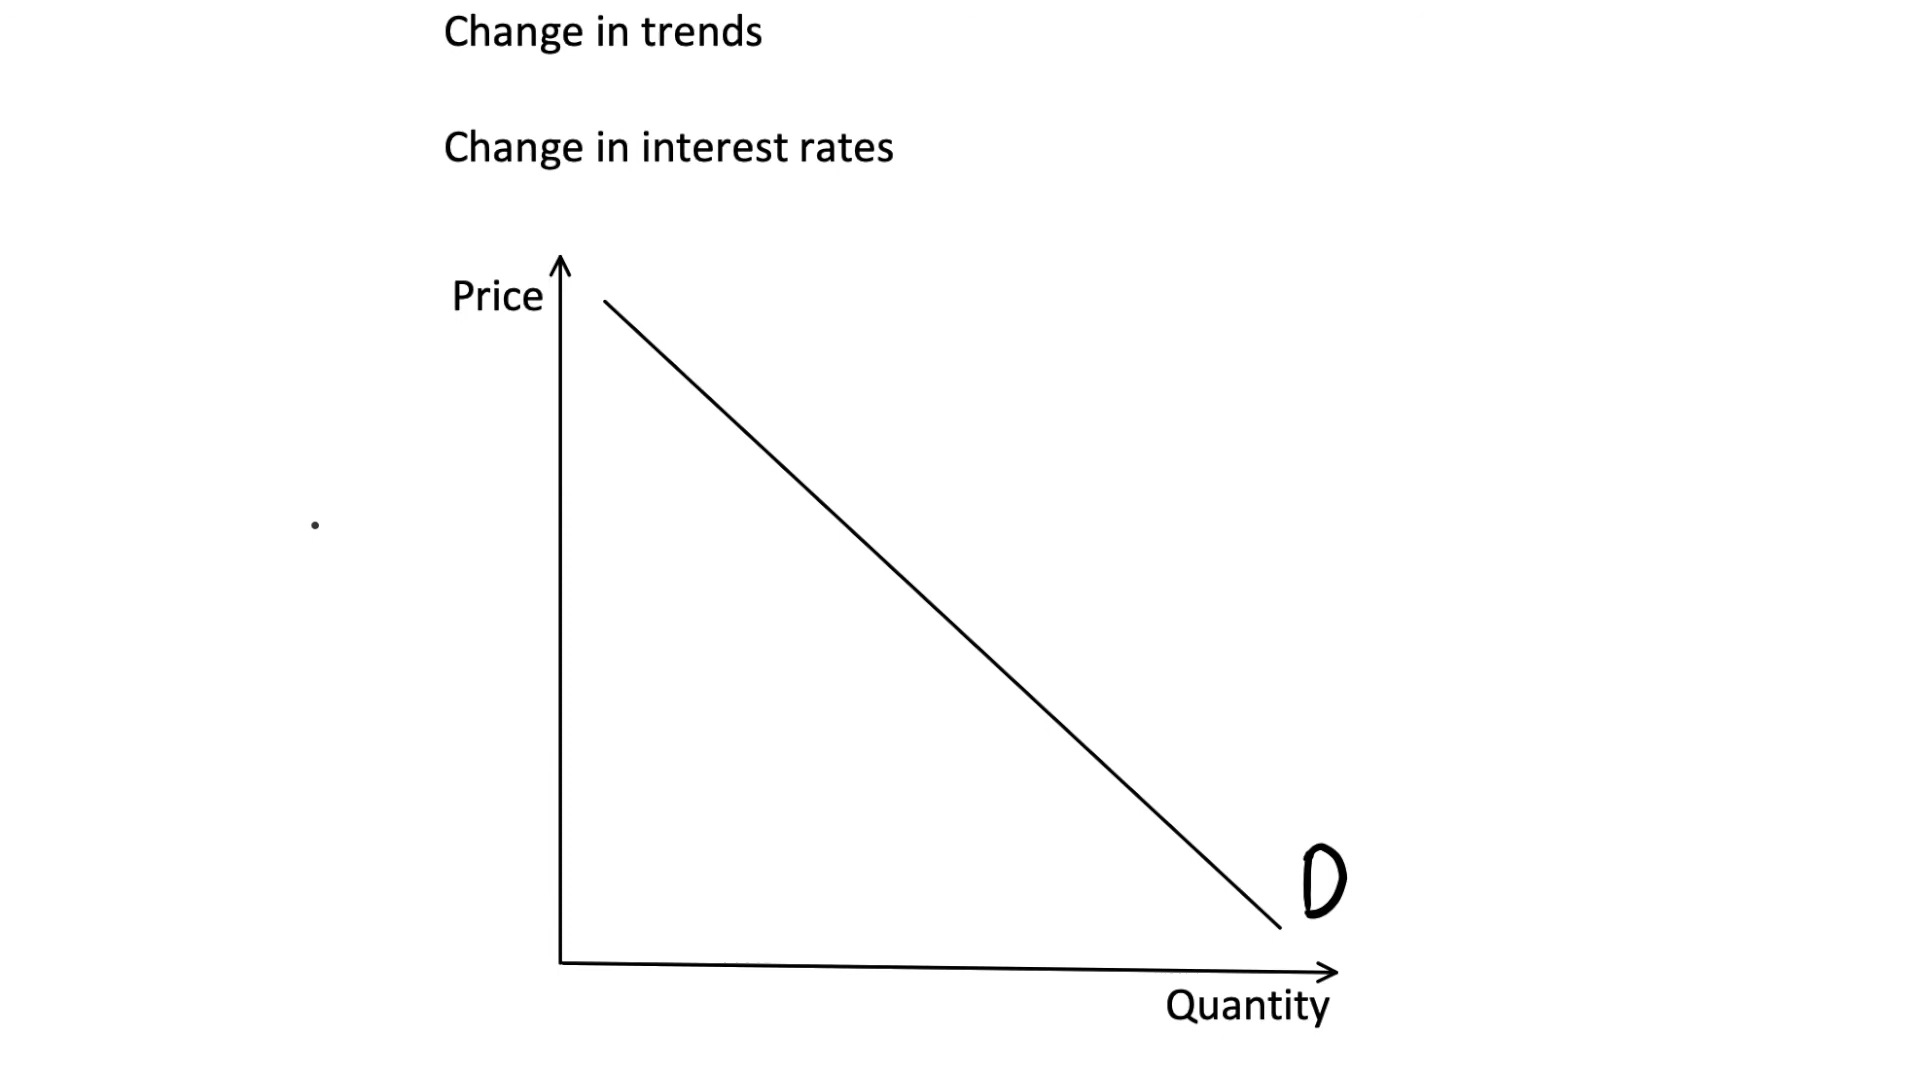 Change in trends
Change in interest rates
Price
D
Quantity